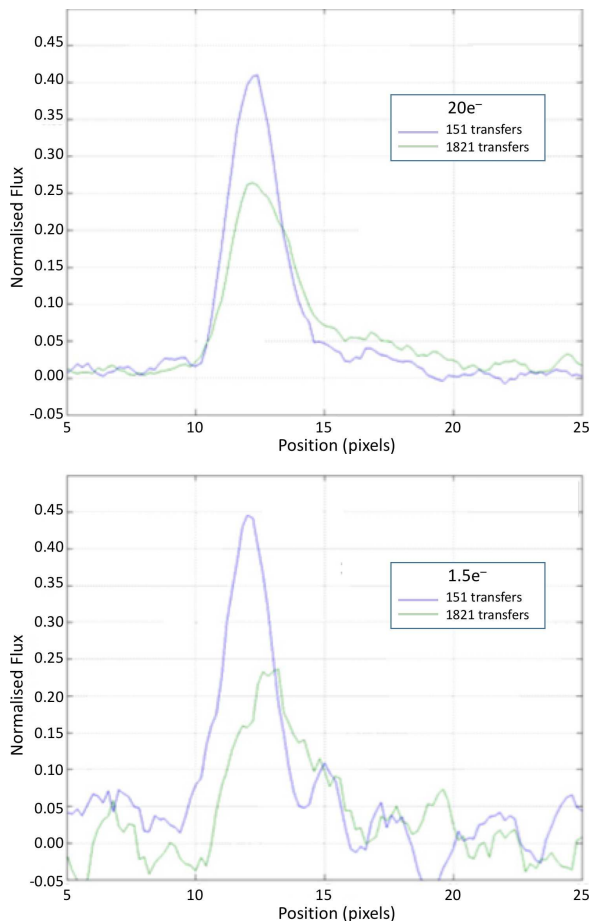 0.45
0.40
0.35
0.30
0.25
0.20
0.15
0.10
0.05
0.00
-0.05
Normalised Flux
20e⁻
151 transfers
1821 transfers
5 10 15 20 25
Position (pixels)
0.45
0.40
0.35
0.30
0.25
0.20
0.15
0.10
0.05
0.00
-0.05
Normalised Flux
1.5e⁻
151 transfers
1821 transfers
5 10 15 20 25
Position (pixels)